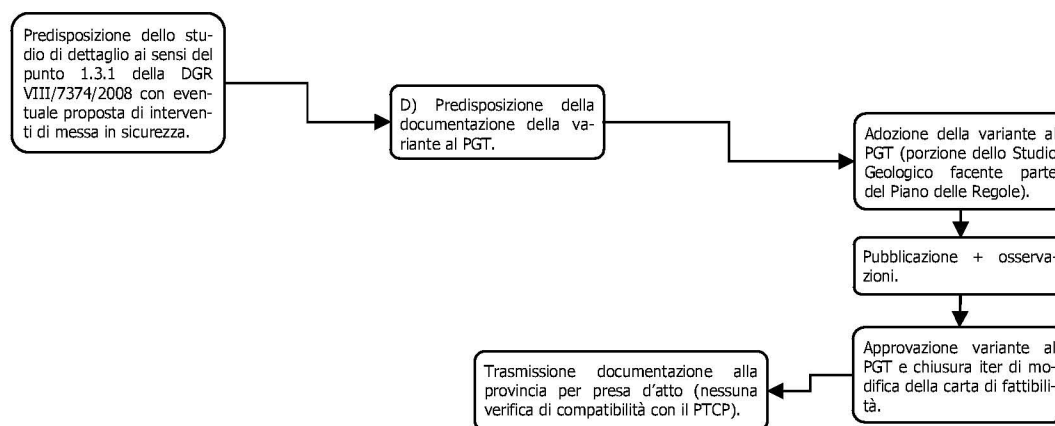 Predisposizione dello stu-
dio di dettaglio ai sensi del
punto 1.3.1 della DGR
VIII/7374/2008 con even-
tuale proposta di interven-
ti di messa in sicurezza.
D) Predisposizione della
documentazione della va-
riante al PGT.
Adozione della variante al
PGT (porzione dello Studio
Geologico facente parte
del Piano delle Regole).
Pubblicazione + osserva-
zioni.
Approvazione variante al
PGT e chiusura iter di mo-
difica della carta di fattibili-
tà.
Trasmissione documentazione alla
provincia per presa d'atto (nessuna
verifica di compatibilità con il PTCP).